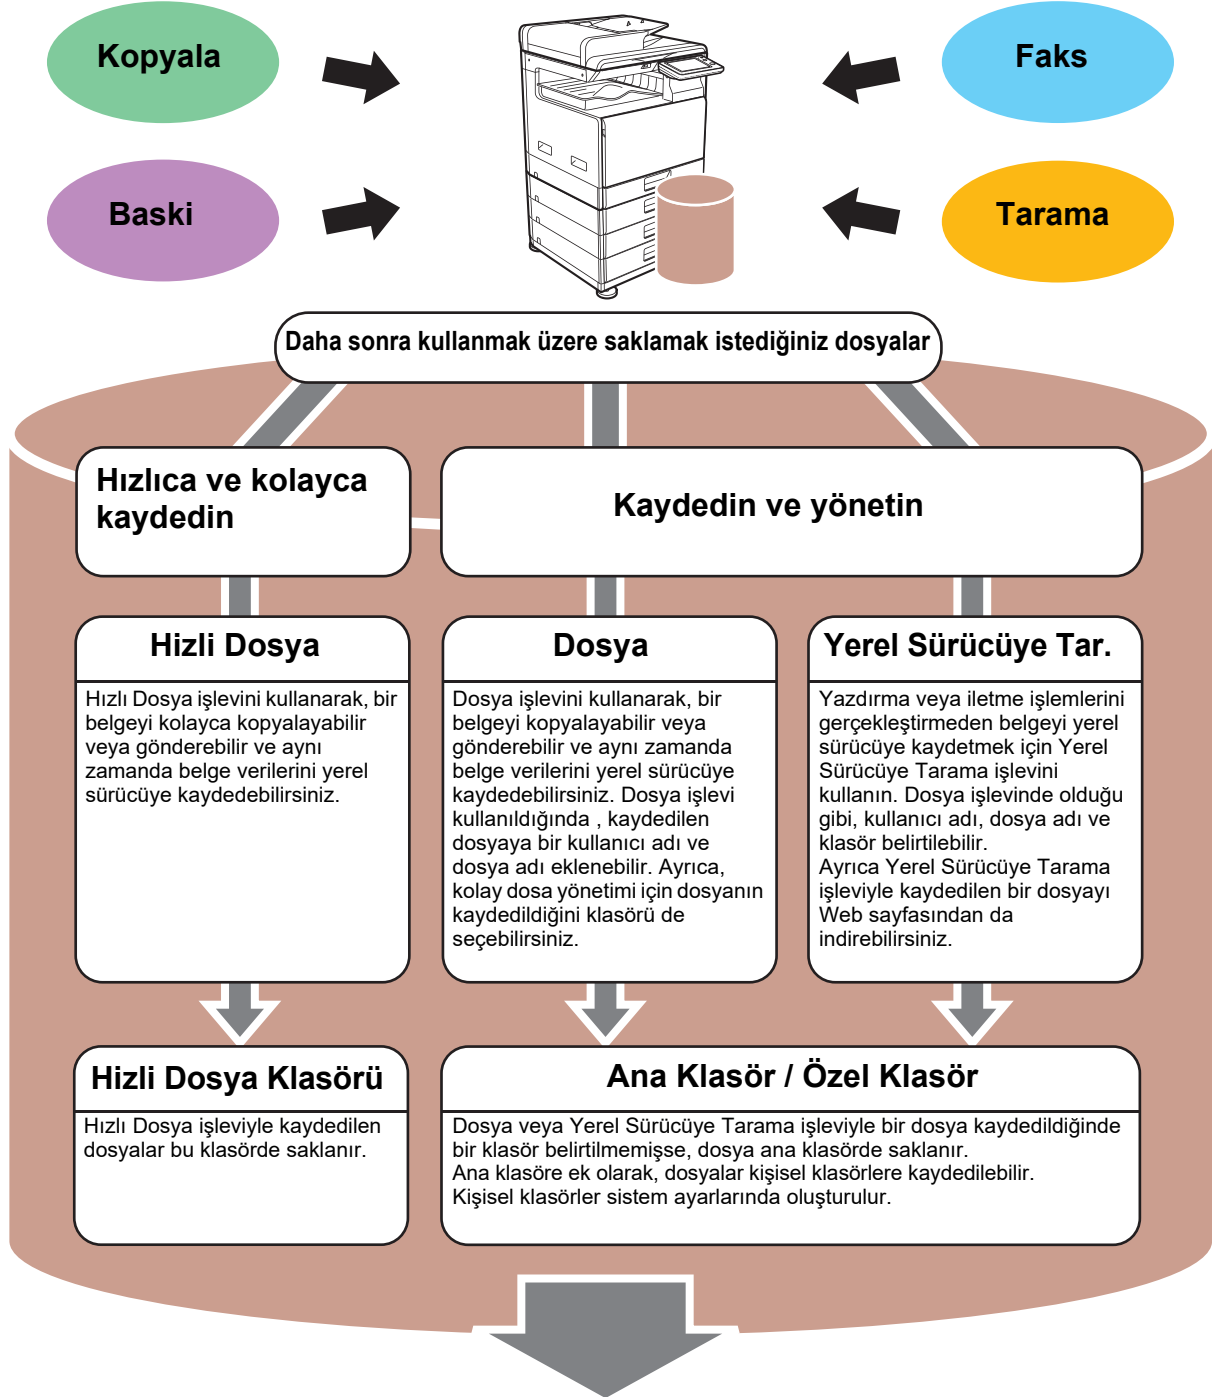 Kopyala
Faks
Baski
Tarama
Daha sonra kullanmak üzere saklamak istediğiniz dosyalar
Hızlıca ve kolayca
kaydedin
Kaydedin ve yönetin
Hizli Dosya
Hızlı Dosya işlevini kullanarak, bir
belgeyi kolayca kopyalayabilir
veya gönderebilir ve aynı
zamanda belge verilerini yerel
sürücüye kaydedebilirsiniz.
Dosya
Dosya işlevini kullanarak, bir
belgeyi kopyalayabilir veya
gönderebilir ve aynı zamanda
belge verilerini yerel sürücüye
kaydedebilirsiniz. Dosya işlevi
kullanıldığında , kaydedilen
dosyaya bir kullanıcı adı ve
dosya adı eklenebilir. Ayrıca,
kolay dosa yönetimi için dosyanın
kaydedildiğini klasörü de
seçebilirsiniz.
Yerel Sürücüye Tar.
Yazdırma veya iletme işlemlerini
gerçekleştirmeden belgeyi yerel
sürücüye kaydetmek için Yerel
Sürücüye Tarama işlevini
kullanın. Dosya işlevinde olduğu
gibi, kullanıcı adı, dosya adı ve
klasör belirtilebilir.
Ayrıca Yerel Sürücüye Tarama
işleviyle kaydedilen bir dosyayı
Web sayfasından da
indirebilirsiniz.
Hizli Dosya Klasörü
Hızlı Dosya işleviyle kaydedilen
dosyalar bu klasörde saklanır.
Ana Klasör / Özel Klasör
Dosya veya Yerel Sürücüye Tarama işleviyle bir dosya kaydedildiğinde
bir klasör belirtilmemişse, dosya ana klasörde saklanır.
Ana klasöre ek olarak, dosyalar kişisel klasörlere kaydedilebilir.
Kişisel klasörler sistem ayarlarında oluşturulur.